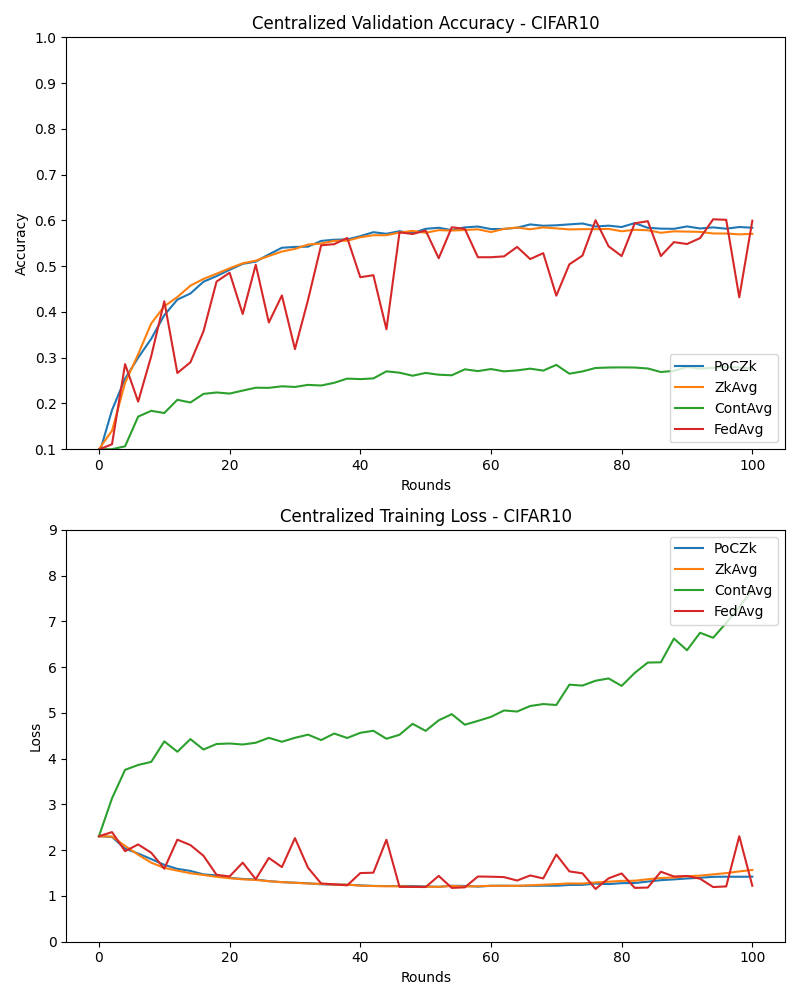 Centralized Validation Accuracy - CIFAR10
1.0
0.9
0.8
0.7
0.6
0.5
0.4
0.3
0.2
0.1
Accuracy
PoCZk
ZkAvg
ContAvg
FedAvg
0 20 40 60 80 100
Rounds
Centralized Training Loss - CIFAR10
9
8
7
6
5
4
3
2
1
0
Loss
PoCZk
ZkAvg
ContAvg
FedAvg
0 20 40 60 80 100
Rounds